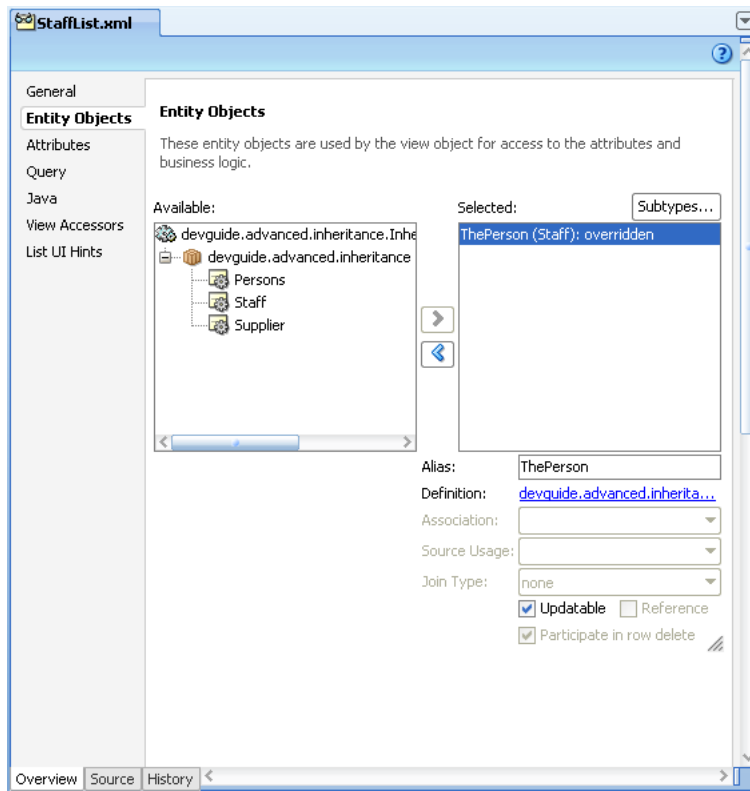 StaffList.xml
General
Entity Objects
Attributes
Query
Java
View Accessors
List UI Hints
Entity Objects
These entity objects are used by the view object for access to the attributes and
business logic.
Available:
Selected:
Subtypes...
devguide.advanced.inheritance.Inhe
devguide.advanced.inheritance
Persons
Staff
Supplier
ThePerson (Staff): overridden
Alias:
ThePerson
Definition:
devguide.advanced.inherita...
Association:
Source Usage:
Join Type:
none
Updatable
Reference
Participate in row delete
Overview
Source
History